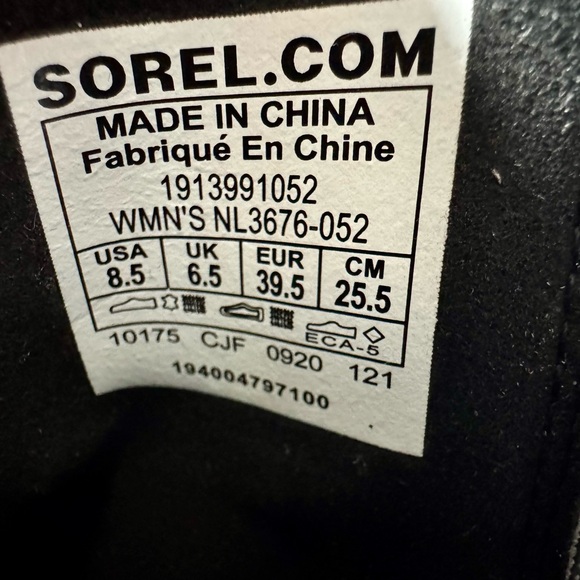 SOREL.COM
MADE IN CHINA
Fabriqué En Chine
1913991052
WMN'S NL3676-052
USA UK EUR CM
8.5 6.5 39.5 25.5
ECA-5
10175 CJF 0920 121
194004797100